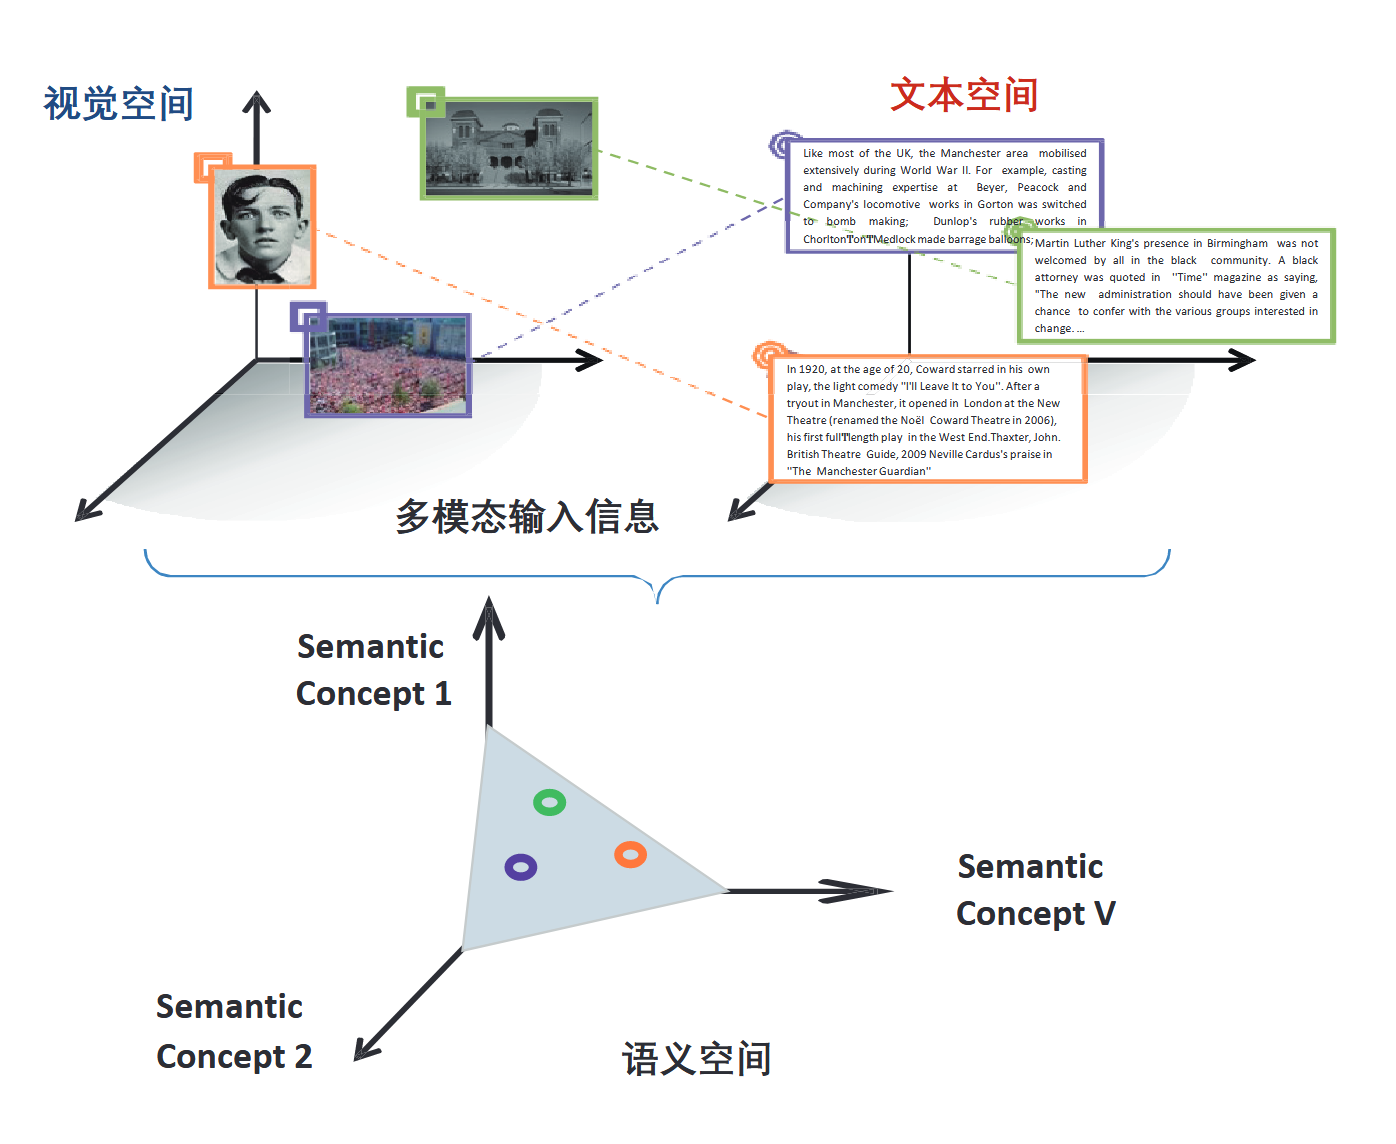 视觉空间
文本空间
Like most of the UK, the Manchester area mobilised
extensively during World War II. For example, casting
and machining expertise at Beyer, Peacock and
Company's locomotive works in Gorton was switched
to bomb making; Dunlop's rubber works in
Chorlton┰on┰Medlock made barrage balloons;
Martin Luther King's presence in Birmingham was not
welcomed by all in the black community. A black
attorney was quoted in "Time" magazine as saying,
"The new administration should have been given a
chance to confer with the various groups interested in
change. ...
In 1920, at the age of 20, Coward starred in his own
play, the light comedy "I'll Leave It to You". After a
tryout in Manchester, it opened in London at the New
Theatre (renamed the Noël Coward Theatre in 2006),
his first full┰length play in the West End.Thaxter, John.
British Theatre Guide, 2009 Neville Cardus's praise in
"The Manchester Guardian"
多模态输入信息
Semantic
Concept 1
Semantic
Concept V
Semantic
Concept 2
语义空间